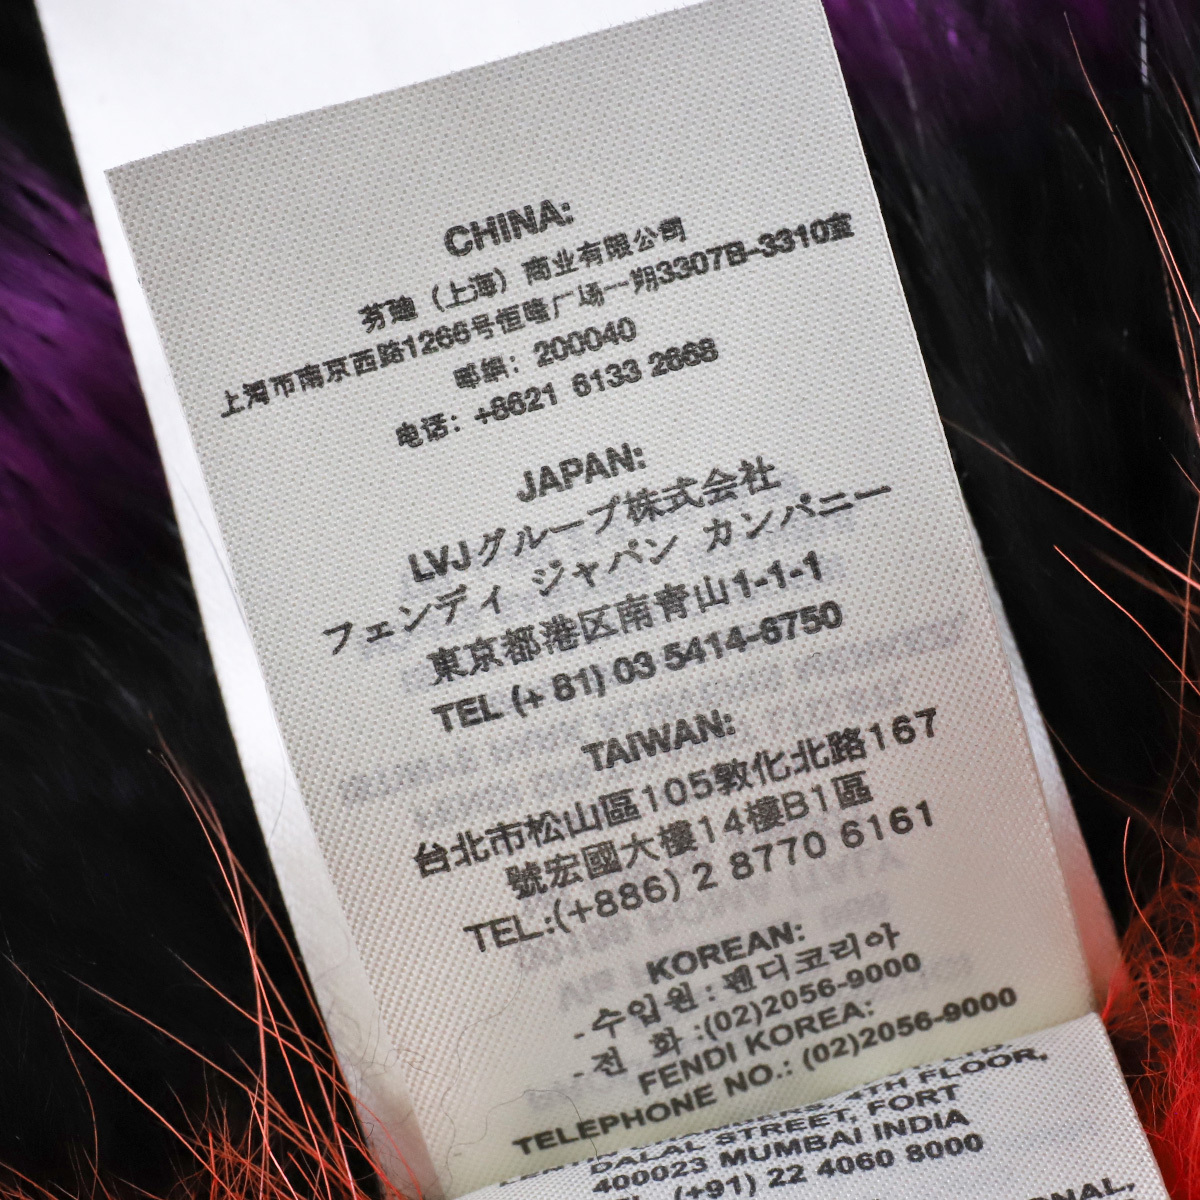 CHINA:
芬迪（上海）商业有限公司
上海市南京西路1266号恒隆广场一期3307B-3310室
邮编： 200040
电话： +8621 6133 2668
JAPAN:
LVJグループ株式会社
フェンディ ジャパン カンパニー
東京都港区南青山1-1-1
TEL (+ 81) 03 5414-6750
TAIWAN:
台北市松山區105敦化北路167
號宏國大樓14樓B1區
TEL:(+886) 2 8770 6161
KOREAN:
- 수입원 : 펜디코리아
- 전 화 :(02)2056-9000
FENDI KOREA:
TELEPHONE NO.: (02)2056-9000
4TH FLOOR,
DALAL STREET, FORT
400023 MUMBAI INDIA
TEL. (+91) 22 4060 8000